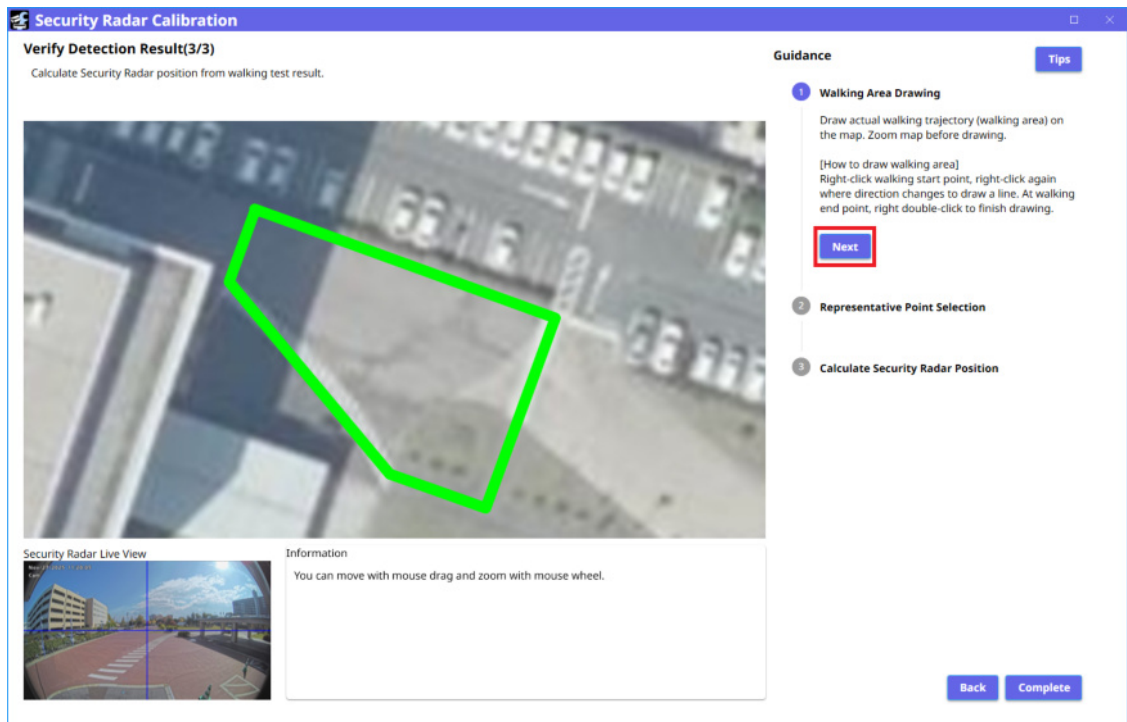 Security Radar Calibration
Verify Detection Result(3/3)
Calculate Security Radar position from walking test result.
Guidance
Tips
1 Walking Area Drawing
Draw actual walking trajectory (walking area) on
the map. Zoom map before drawing.
[How to draw walking area]
Right-click walking start point, right-click again
where direction changes to draw a line. At walking
end point, right double-click to finish drawing.
Next
2 Representative Point Selection
3 Calculate Security Radar Position
Security Radar Live View
Information
You can move with mouse drag and zoom with mouse wheel.
Back
Complete